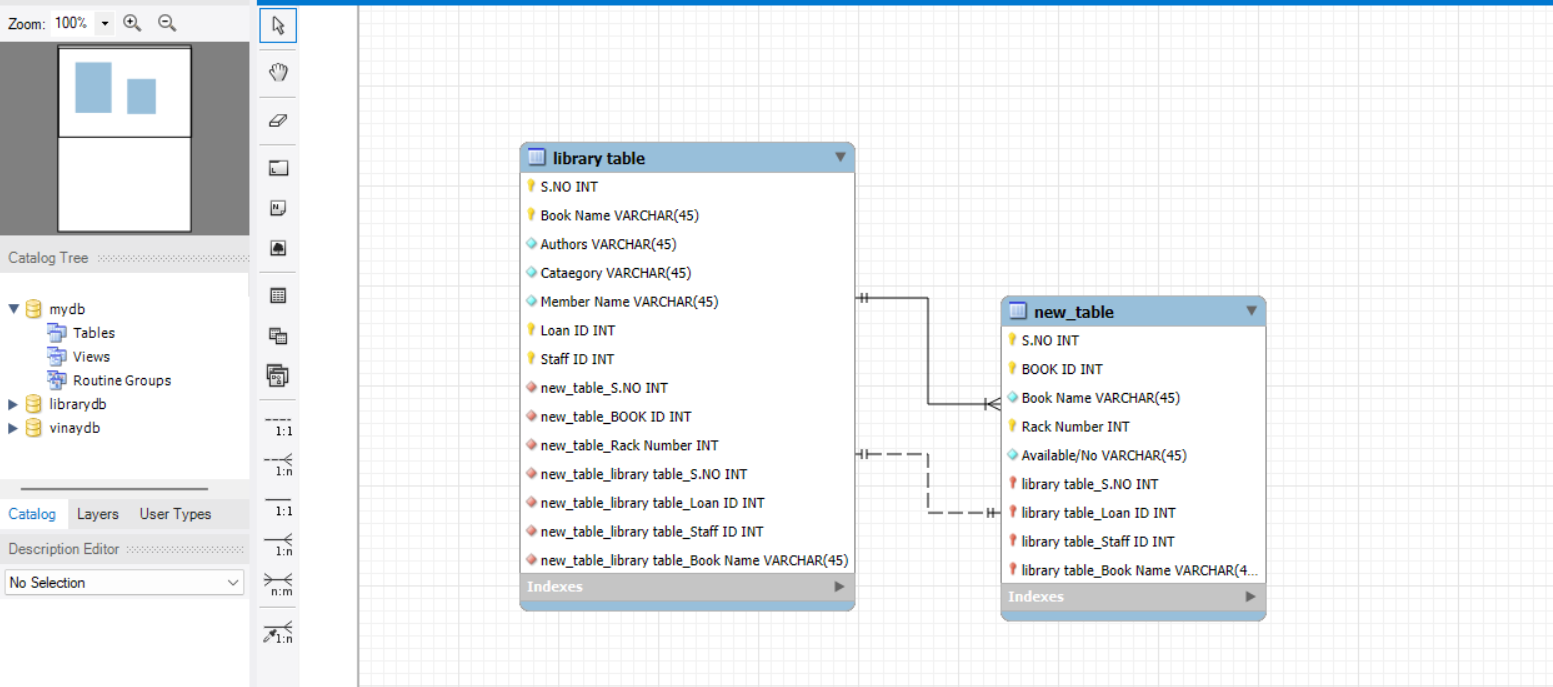 Zoom: 100%
Catalog Tree
mydb
Tables
Views
Routine Groups
librarydb
vinaydb
Catalog Layers User Types
Description Editor
No Selection
1:1
1:n
1:1
1:n
n:m
1:n
library table
S.NO INT
Book Name VARCHAR(45)
Authors VARCHAR(45)
Cataegory VARCHAR(45)
Member Name VARCHAR(45)
Loan ID INT
Staff ID INT
new_table_S.NO INT
new_table_BOOK ID INT
new_table_Rack Number INT
new_table_library table_S.NO INT
new_table_library table_Loan ID INT
new_table_library table_Staff ID INT
new_table_library table_Book Name VARCHAR(45)
Indexes
new_table
S.NO INT
BOOK ID INT
Book Name VARCHAR(45)
Rack Number INT
Available/No VARCHAR(45)
library table_S.NO INT
library table_Loan ID INT
library table_Staff ID INT
library table_Book Name VARCHAR(4...
Indexes